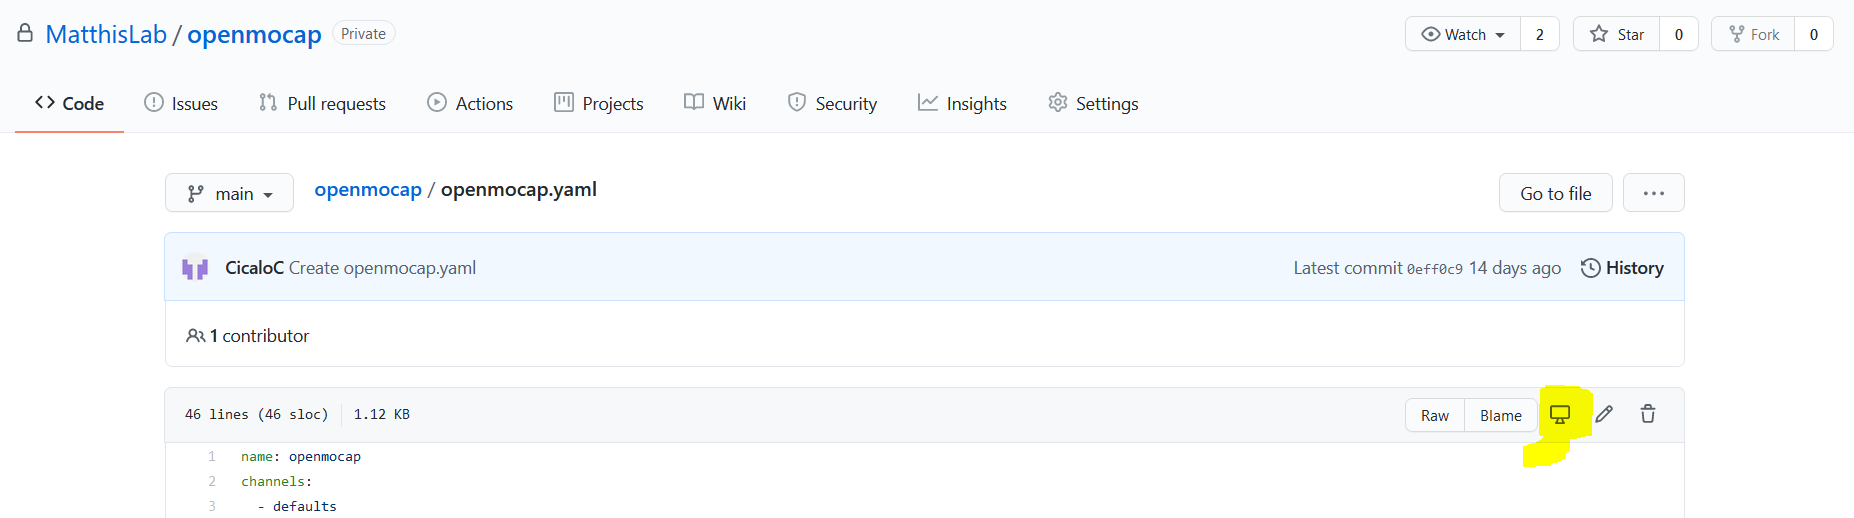 MatthisLab / openmocap Private Watch 2 Star 0 Fork 0
Code Issues Pull requests Actions Projects Wiki Security Insights Settings
main openmocap / openmocap.yaml Go to file ...
CicaloC Create openmocap.yaml Latest commit 0eff0c9 14 days ago History
1 contributor
46 lines (46 sloc) 1.12 KB Raw Blame
1 name: openmocap
2 channels:
3 - defaults